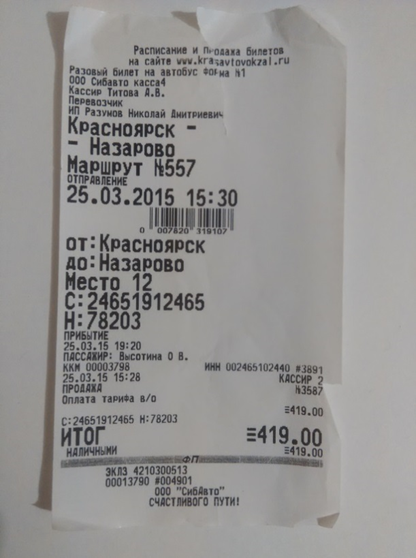 Расписание и продажа билетов
на сайте www.krasavtovokzal.ru
Разовый билет на автобус Форма №1
ООО Сибавто касса4
Кассир Титова А.В.
Перевозчик
ИП Разумов Николай Дмитриевич
Красноярск -
- Назарово
Маршрут №557
ОТПРАВЛЕНИЕ
25.03.2015 15:30
0 007820 319107
от:Красноярск
до:Назарово
Место 12
С:24651912465
Н:78203
ПРИБЫТИЕ
25.03.15 19:20
ПАССАЖИР: Высотина О В.
ККМ 00003798 ИНН 002465102440 #3891
25.03.15 15:28 КАССИР 2
ПРОДАЖА №3587
Оплата тарифа в/о
≡419.00
С:24651912465 Н:78203
ИТОГ ≡419.00
НАЛИЧНЫМИ ≡419.00
ФП
ЭКЛЗ 4210300513
00013790 #004901
ООО "СибАвто"
СЧАСТЛИВОГО ПУТИ!